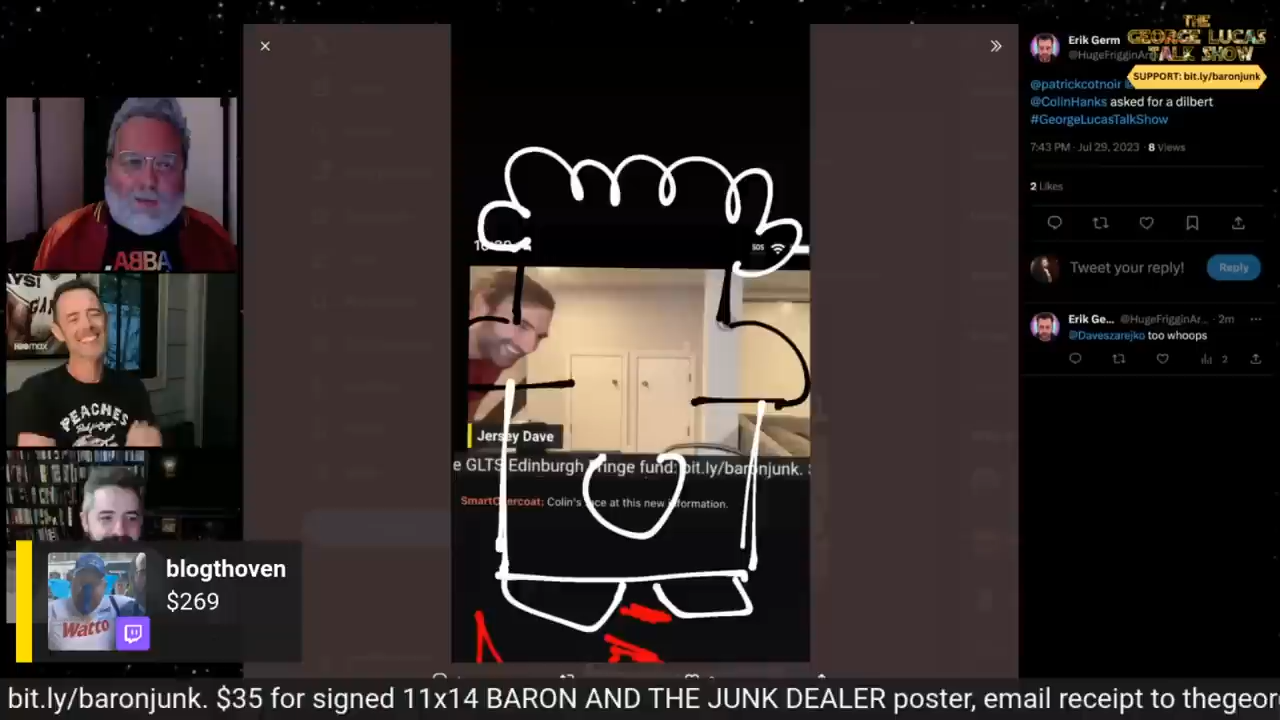 THE
GEORGE LUCAS
TALK SHOW
SUPPORT: bit.ly/baronjunk
Erik Germ
@HugeFrigginAr
@patrickcotnoir
@ColinHanks asked for a dilbert
#GeorgeLucasTalkShow
7:43 PM · Jul 29, 2023 · 8 Views
2 Likes
Tweet your reply!
Reply
Erik Ge... @HugeFrigginAr... · 2m
@Daveszarejko too whoops
2
ABBA
HBOmax
PEACHES
SOS
Jersey Dave
e GLTS Edinburgh Fringe fund: bit.ly/baronjunk.
SmartOvercoat: Colin's face at this new information.
blogthoven
$269
Watto
bit.ly/baronjunk. $35 for signed 11x14 BARON AND THE JUNK DEALER poster, email receipt to thegeor